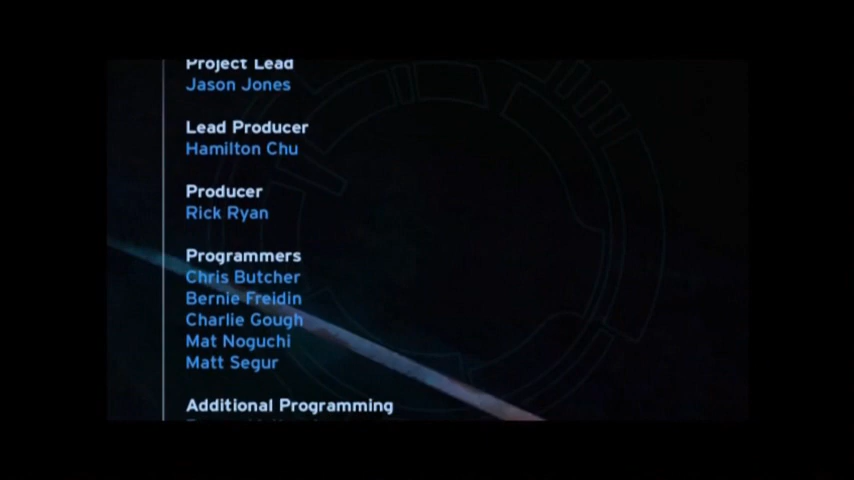 Project Lead
Jason Jones
Lead Producer
Hamilton Chu
Producer
Rick Ryan
Programmers
Chris Butcher
Bernie Freidin
Charlie Gough
Mat Noguchi
Matt Segur
Additional Programming